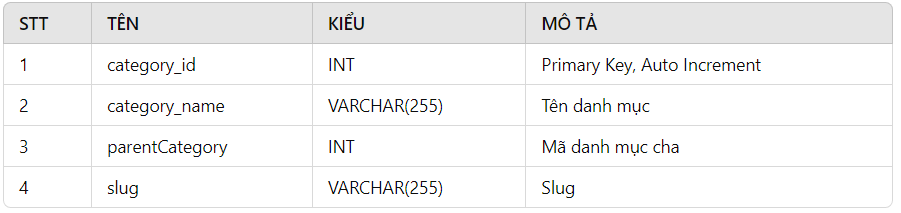 STT TÊN KIỂU MÔ TẢ
1 category_id INT Primary Key, Auto Increment
2 category_name VARCHAR(255) Tên danh mục
3 parentCategory INT Mã danh mục cha
4 slug VARCHAR(255) Slug